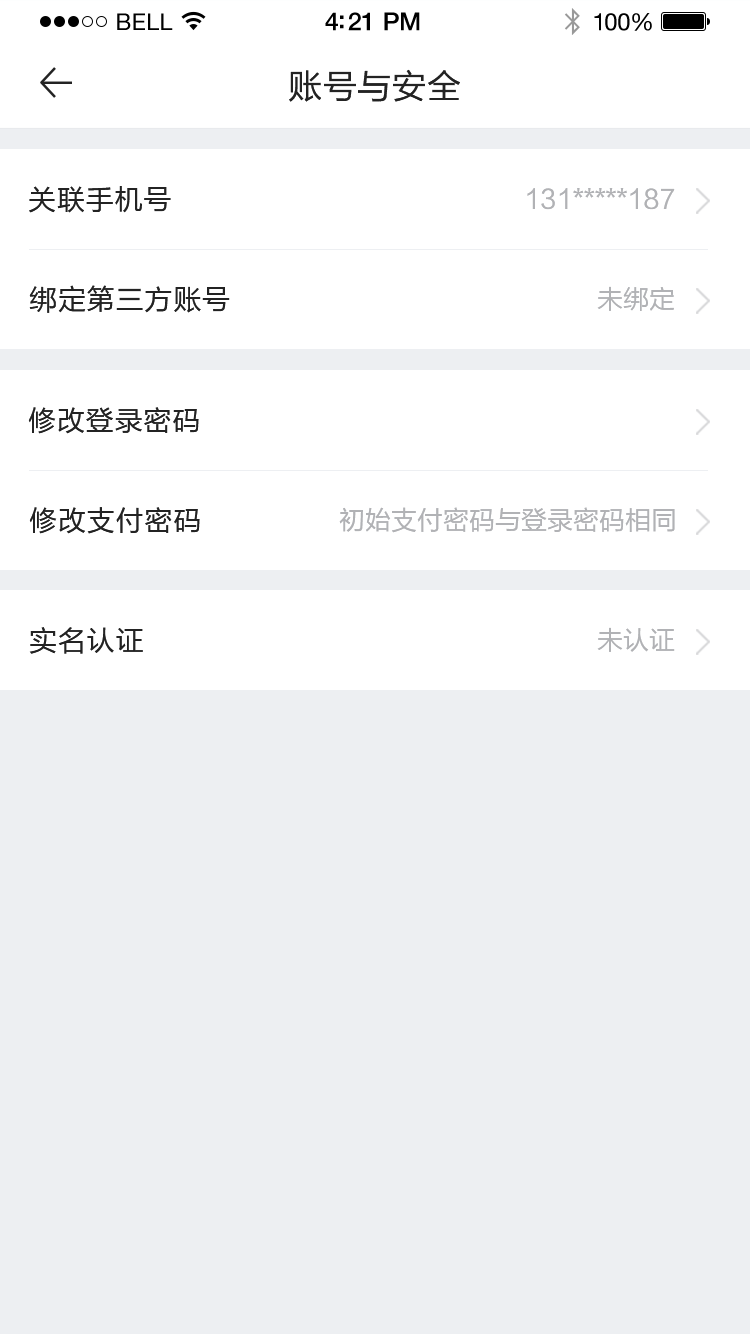 BELL 4:21 PM 100%
账号与安全
关联手机号 131*****187
绑定第三方账号 未绑定
修改登录密码
修改支付密码 初始支付密码与登录密码相同
实名认证 未认证